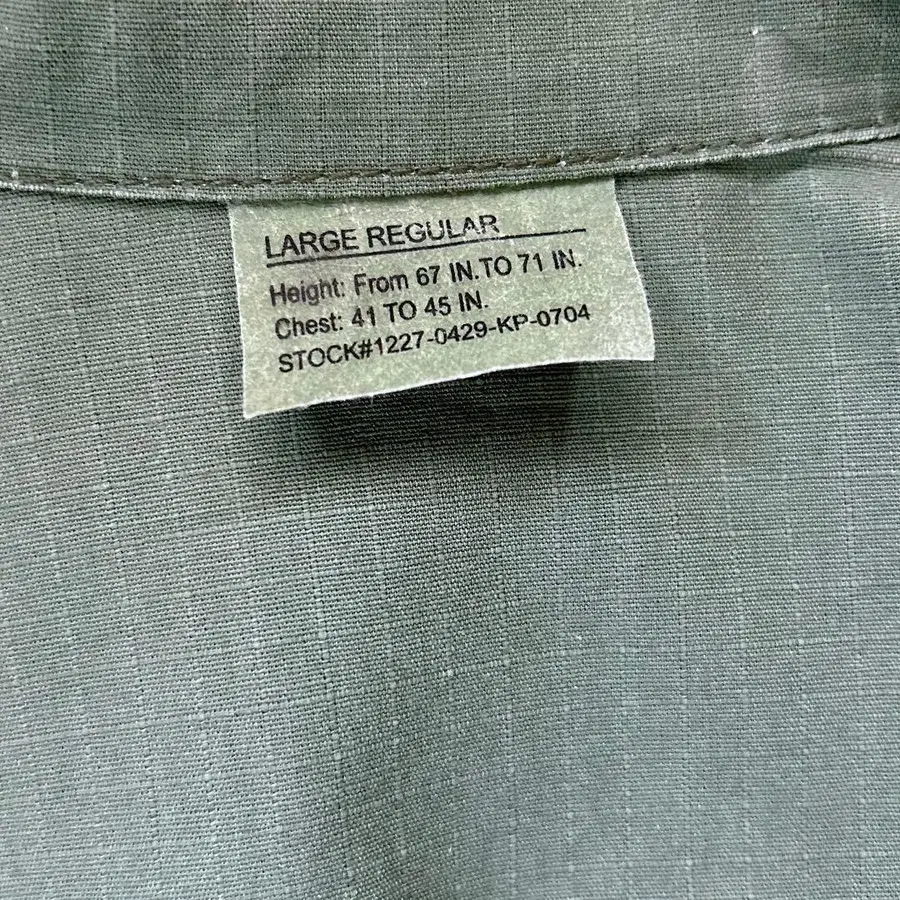 LARGE REGULAR
Height: From 67 IN.TO 71 IN.
Chest: 41 TO 45 IN.
STOCK#1227-0429-KP-0704